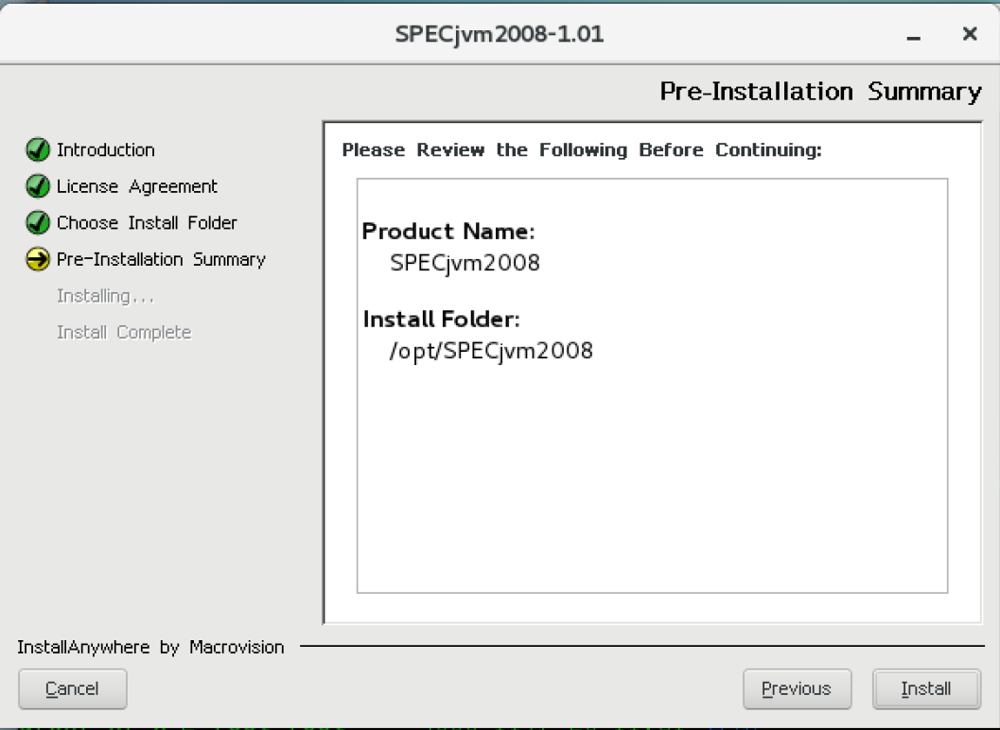 SPECjvm2008-1.01
Pre-Installation Summary
Introduction
License Agreement
Choose Install Folder
Pre-Installation Summary
Installing...
Install Complete
Please Review the Following Before Continuing:
Product Name:
SPECjvm2008
Install Folder:
/opt/SPECjvm2008
InstallAnywhere by Macrovision
Cancel
Previous
Install